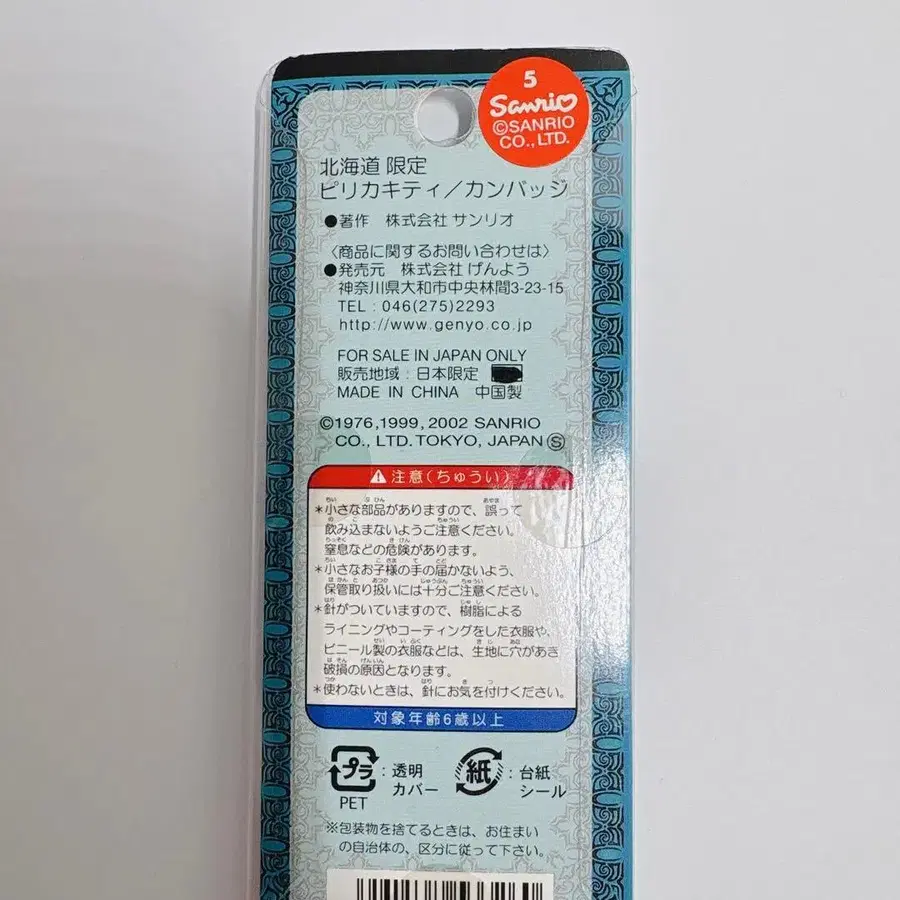 5
Sanrio
©SANRIO
CO., LTD.
北海道 限定
ピリカキティ／カンバッジ
●著作 株式会社 サンリオ
〈商品に関するお問い合わせは〉
●発売元 株式会社 げんよう
神奈川県大和市中央林間3-23-15
TEL : 046(275)2293
http://www.genyo.co.jp
FOR SALE IN JAPAN ONLY
販売地域 : 日本限定
MADE IN CHINA 中国製
©1976,1999, 2002 SANRIO
CO., LTD. TOKYO, JAPAN Ⓢ
⚠注意(ちゅうい)
＊小さな部品がありますので、誤って
飲み込まないようご注意ください。
窒息などの危険があります。
＊小さなお子様の手の届かないよう、
保管取り扱いには十分ご注意ください。
＊針がついていますので、樹脂による
ライニングやコーティングをした衣服や、
ビニール製の衣服などは、生地に穴があき
破損の原因となります。
＊使わないときは、針にお気を付けください。
対象年齢6歳以上
プラ : 透明
PET カバー
紙 : 台紙
シール
※包装物を捨てるときは、お住まい
の自治体の、区分に従って下さい。